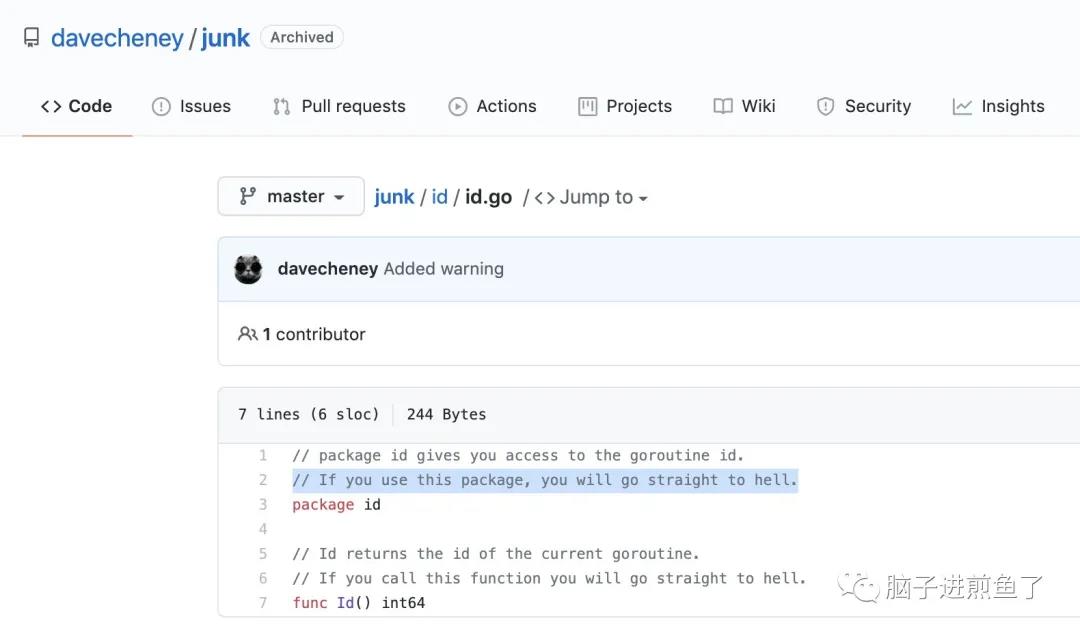 davecheney / junk Archived
Code Issues Pull requests Actions Projects Wiki Security Insights
master junk / id / id.go / <> Jump to
davecheney Added warning
1 contributor
7 lines (6 sloc) 244 Bytes
1 // package id gives you access to the goroutine id.
2 // If you use this package, you will go straight to hell.
3 package id
4
5 // Id returns the id of the current goroutine.
6 // If you call this function you will go straight to hell.
7 func Id() int64
脑子进煎鱼了